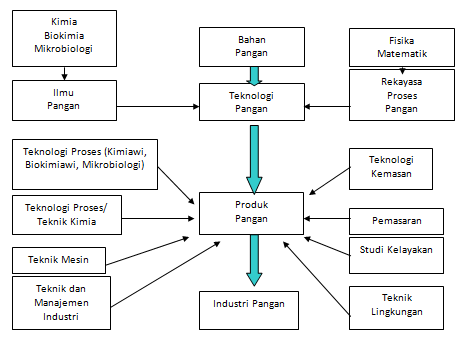 Kimia
Biokimia
Mikrobiologi
Bahan
Pangan
Fisika
Matematik
Ilmu
Pangan
Teknologi
Pangan
Rekayasa
Proses
Pangan
Teknologi Proses (Kimiawi,
Biokimiawi, Mikrobiologi)
Teknologi
Kemasan
Teknologi Proses/
Teknik Kimia
Produk
Pangan
Pemasaran
Studi Kelayakan
Teknik Mesin
Teknik dan
Manajemen
Industri
Industri Pangan
Teknik
Lingkungan